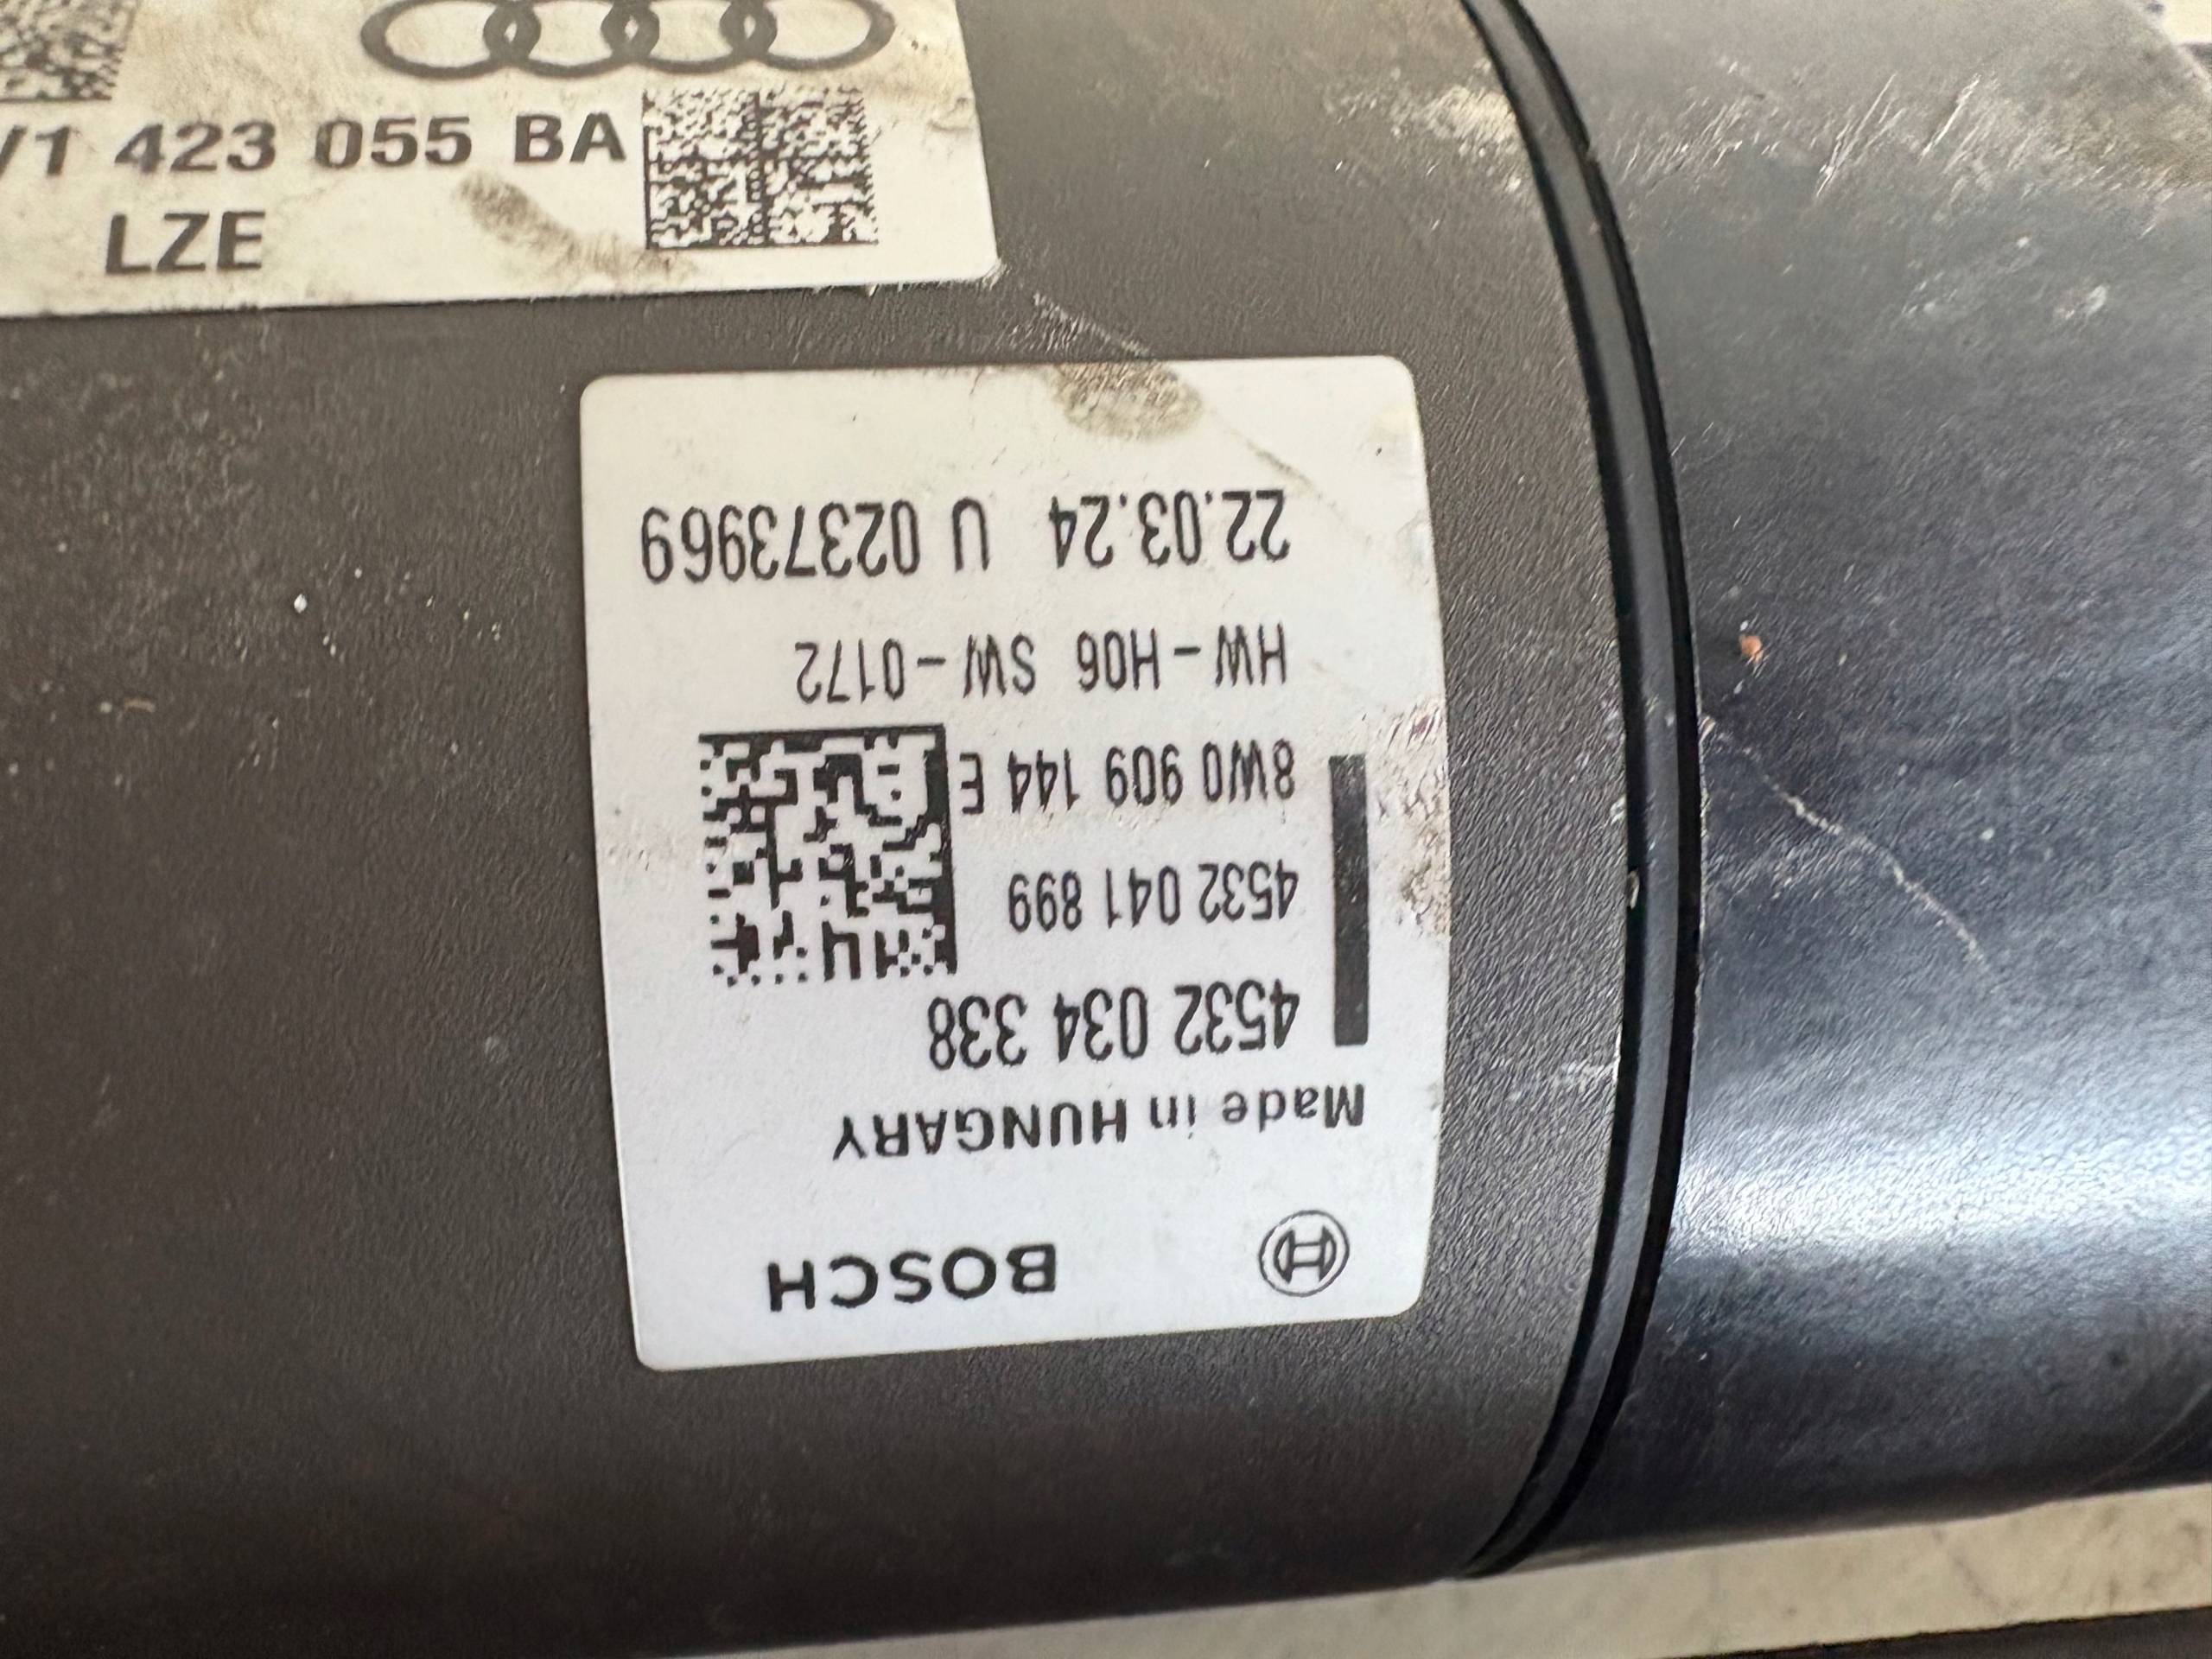 /1 423 055 BA
LZE
BOSCH
Made in HUNGARY
4532 034 338
4532 041 899
8W0 909 144 E
HW-H06 SW-0172
22.03.24 U 02373969